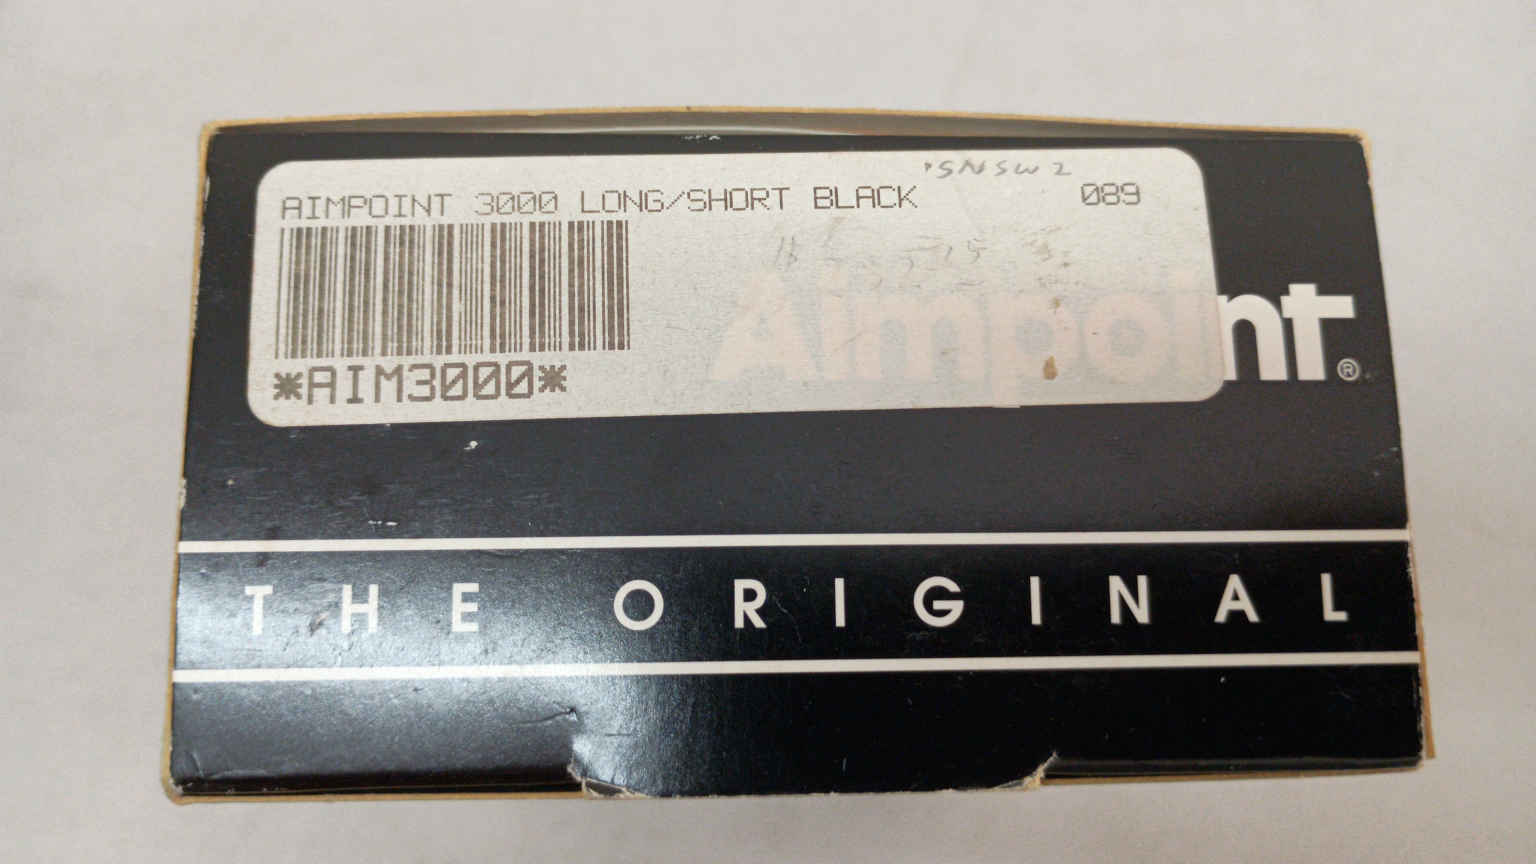 SNSW2
AIMPOINT 3000 LONG/SHORT BLACK 089
*AIM3000*
Aimpoint®
THE ORIGINAL